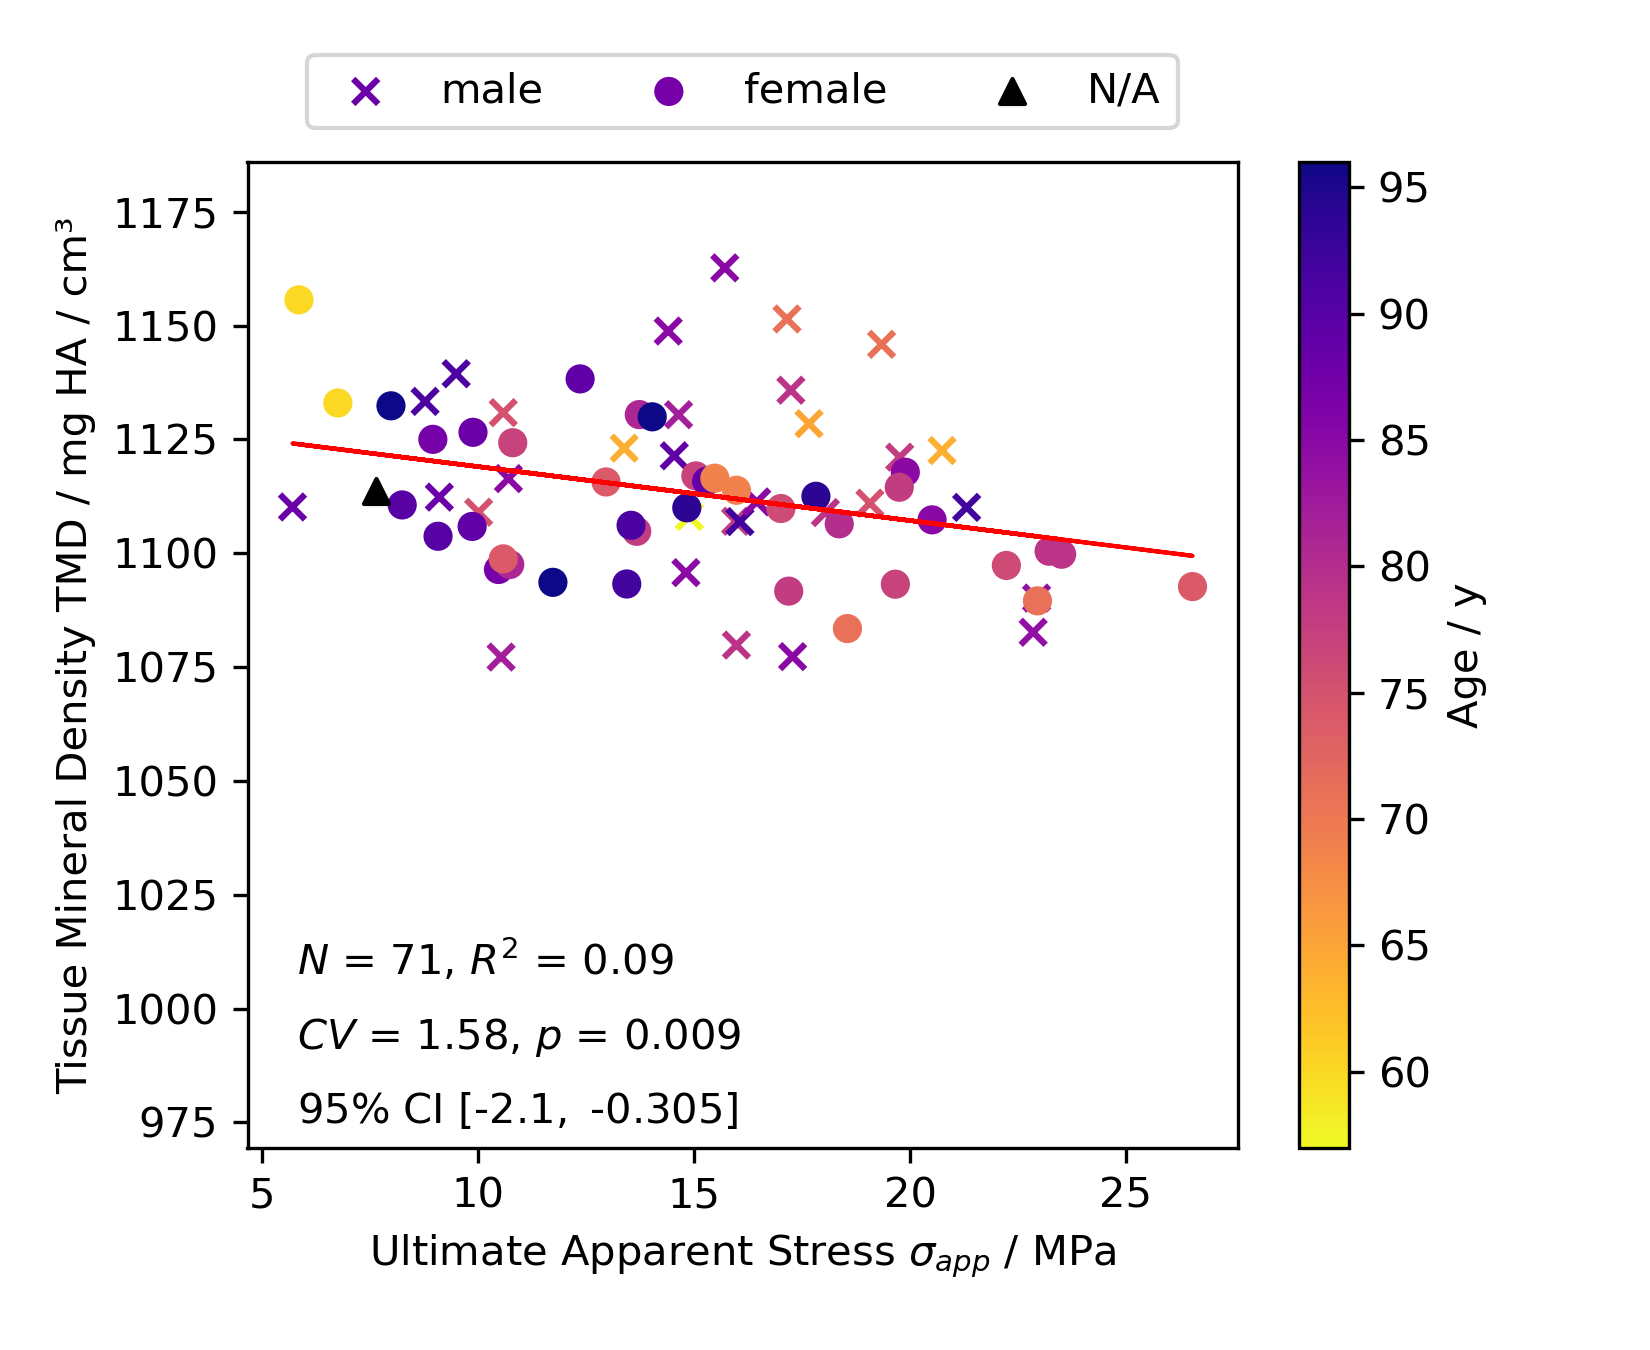 male female N/A
Tissue Mineral Density TMD / mg HA / cm³
1175
1150
1125
1100
1075
1050
1025
1000
975
N = 71, R² = 0.09
CV = 1.58, p = 0.009
95% CI [-2.1, -0.305]
5 10 15 20 25
Ultimate Apparent Stress σapp / MPa
95
90
85
80
75
70
65
60
Age / y